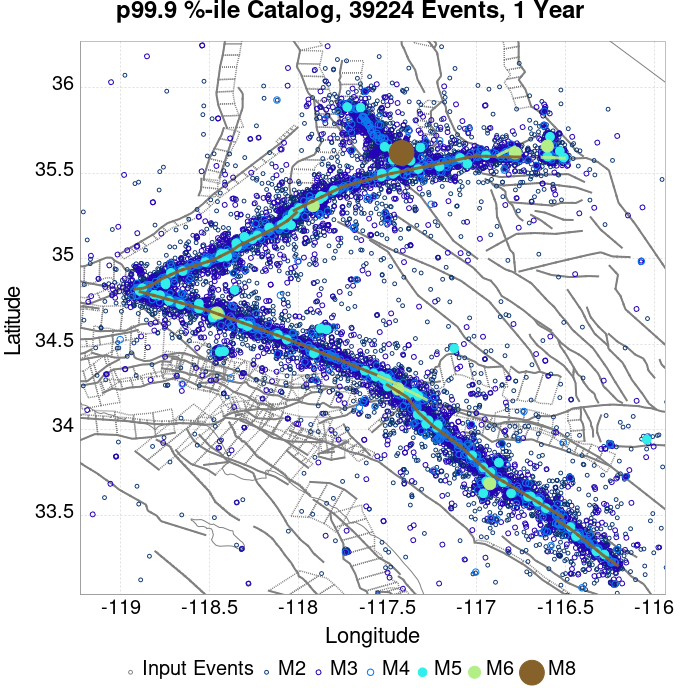 p99.9 %-ile Catalog, 39224 Events, 1 Year
36
35.5
35
34.5
34
33.5
Latitude
-119 -118.5 -118 -117.5 -117 -116.5 -116
Longitude
Input Events M2 M3 M4 M5 M6 M8